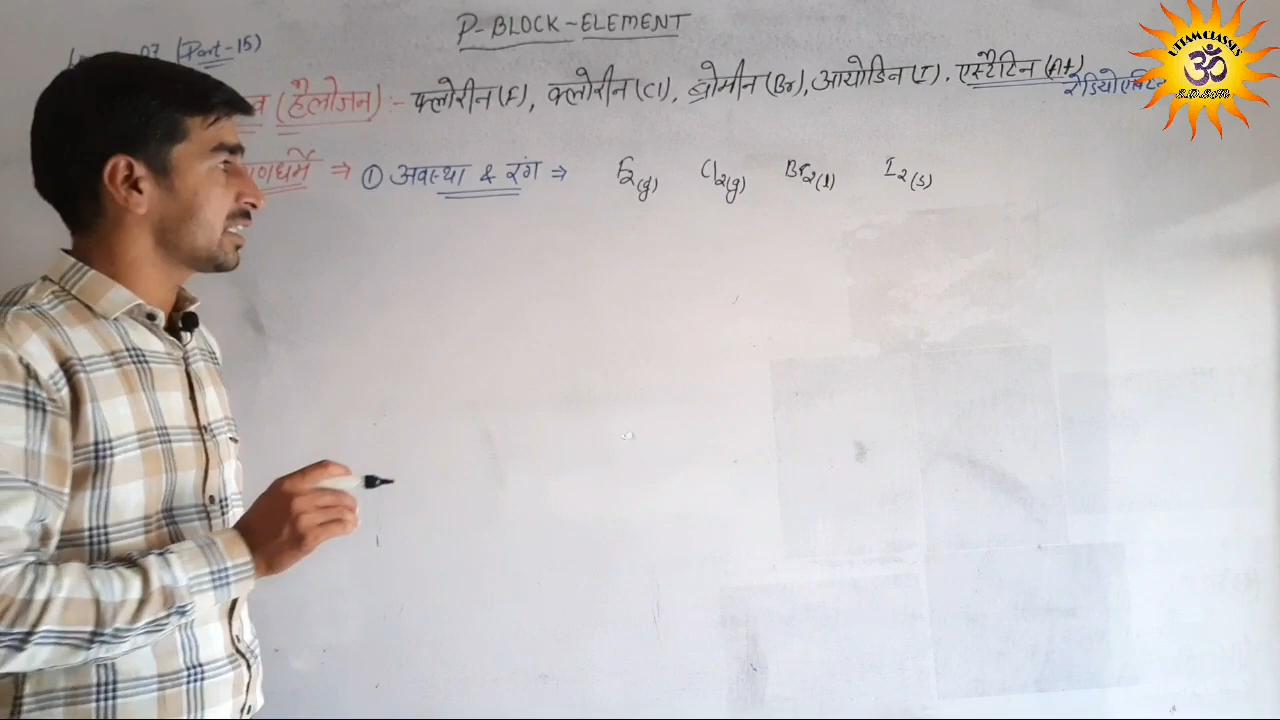 P-BLOCK-ELEMENT
07 (Part-15)
(हैलोजन) :- फ्लोरीन(F), क्लोरीन(Cl), ब्रोमीन(Br), आयोडिन(I), एस्टैटिन(At)
गुणधर्म ⇒ ① अवस्था & रंग ⇒ F₂(g) Cl₂(g) Br₂(l) I₂(s)
UTTAM CLASSES
ॐ